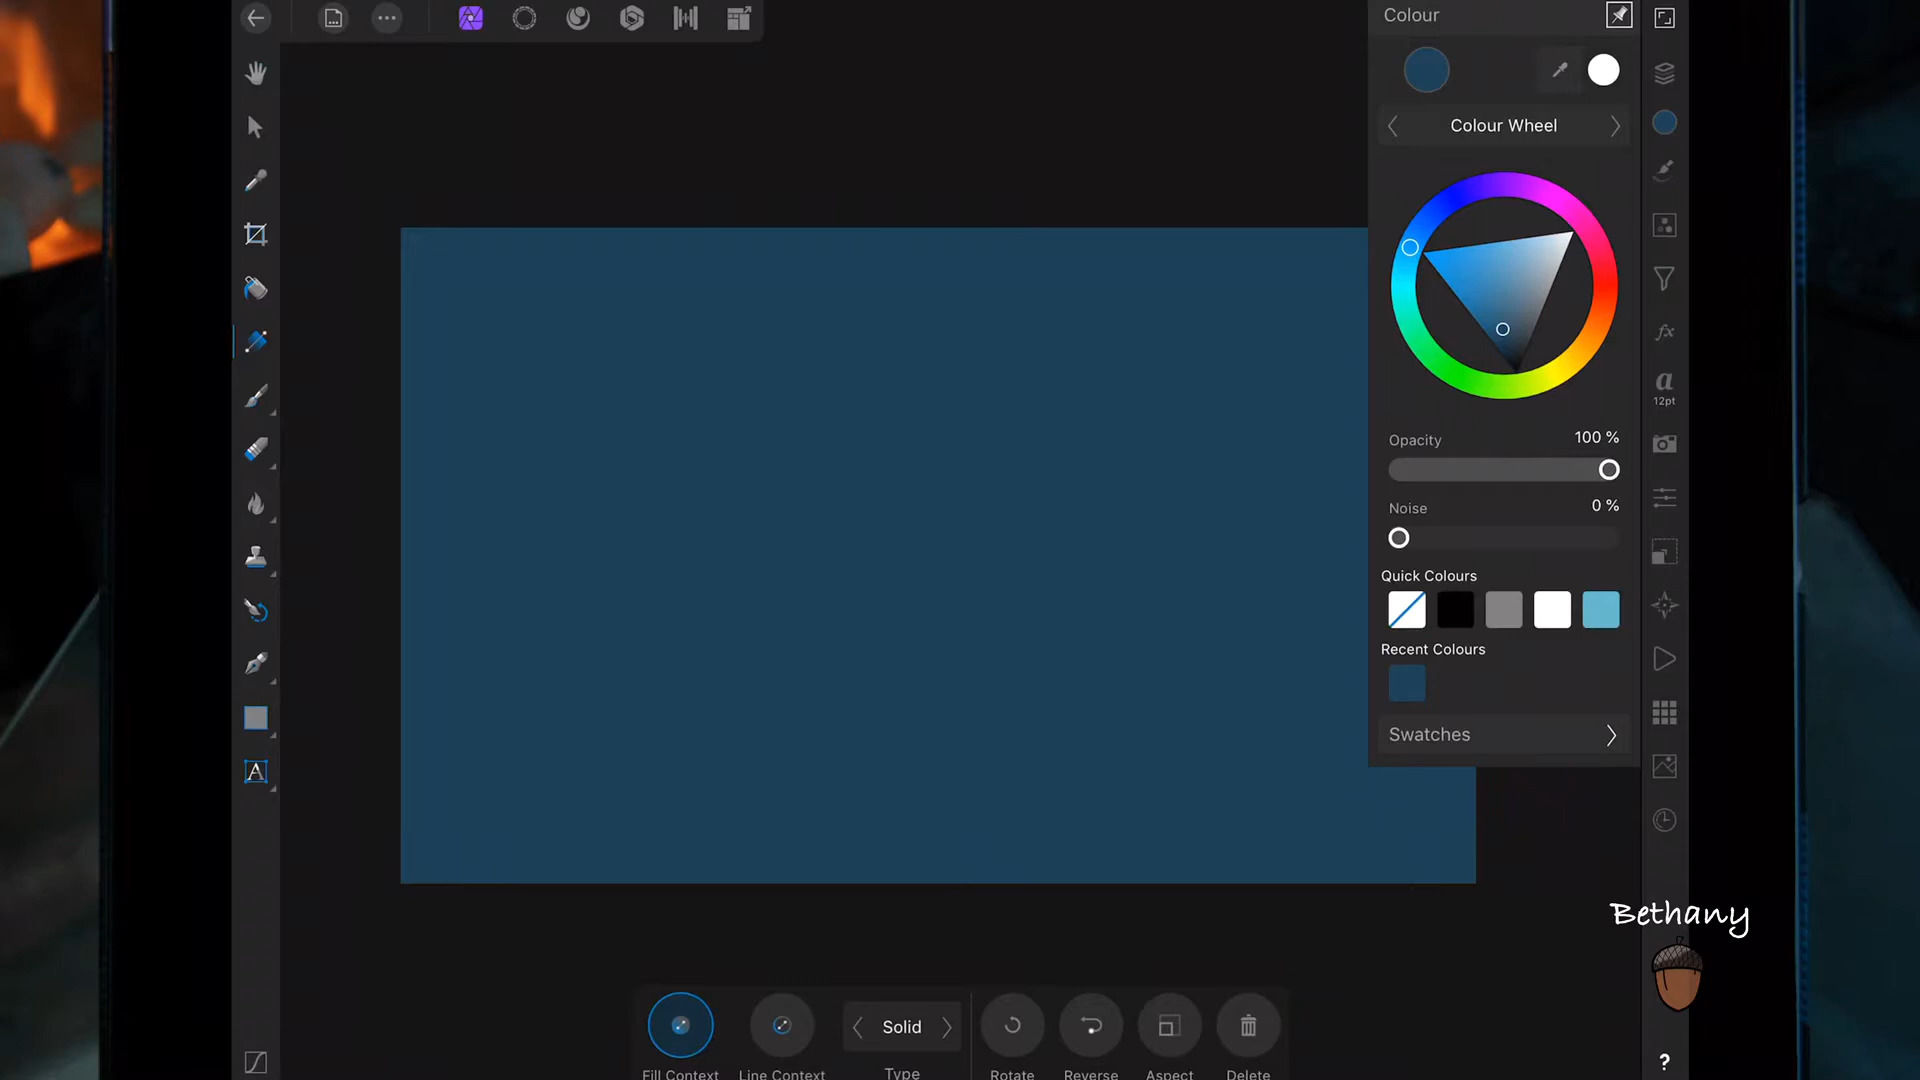 Colour
Colour Wheel
a
12pt
fx
Opacity
100 %
Noise
0 %
Quick Colours
Recent Colours
Swatches
A
Bethany
Solid
Fill Context
Line Context
Type
Rotate
Reverse
Aspect
Delete
?